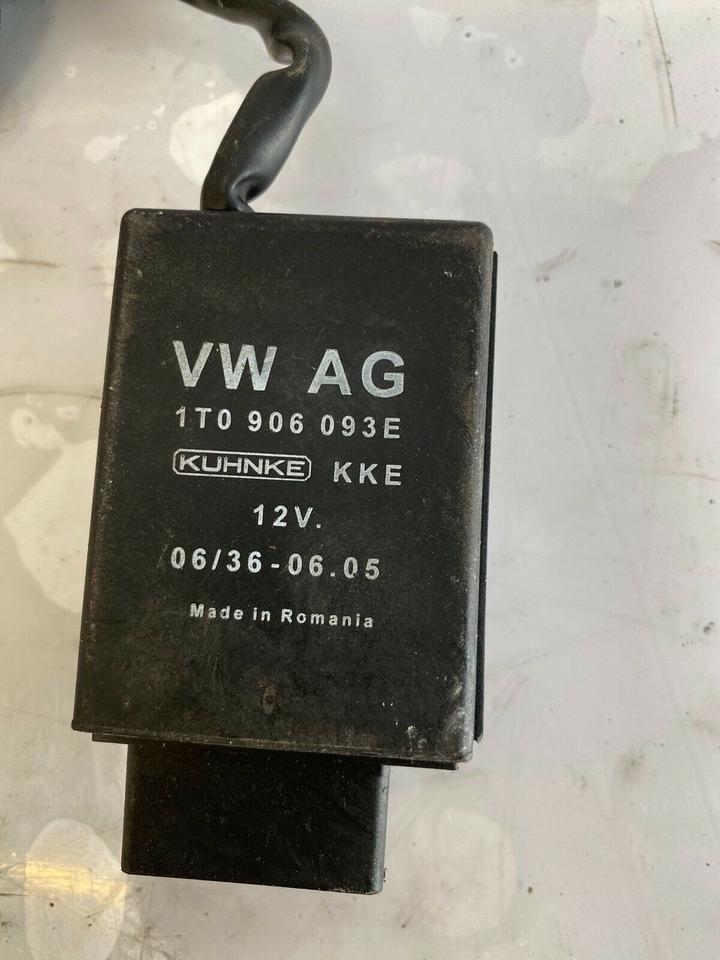 VW AG
1T0 906 093E
KUHNKE KKE
12V.
06/36-06.05
Made in Romania